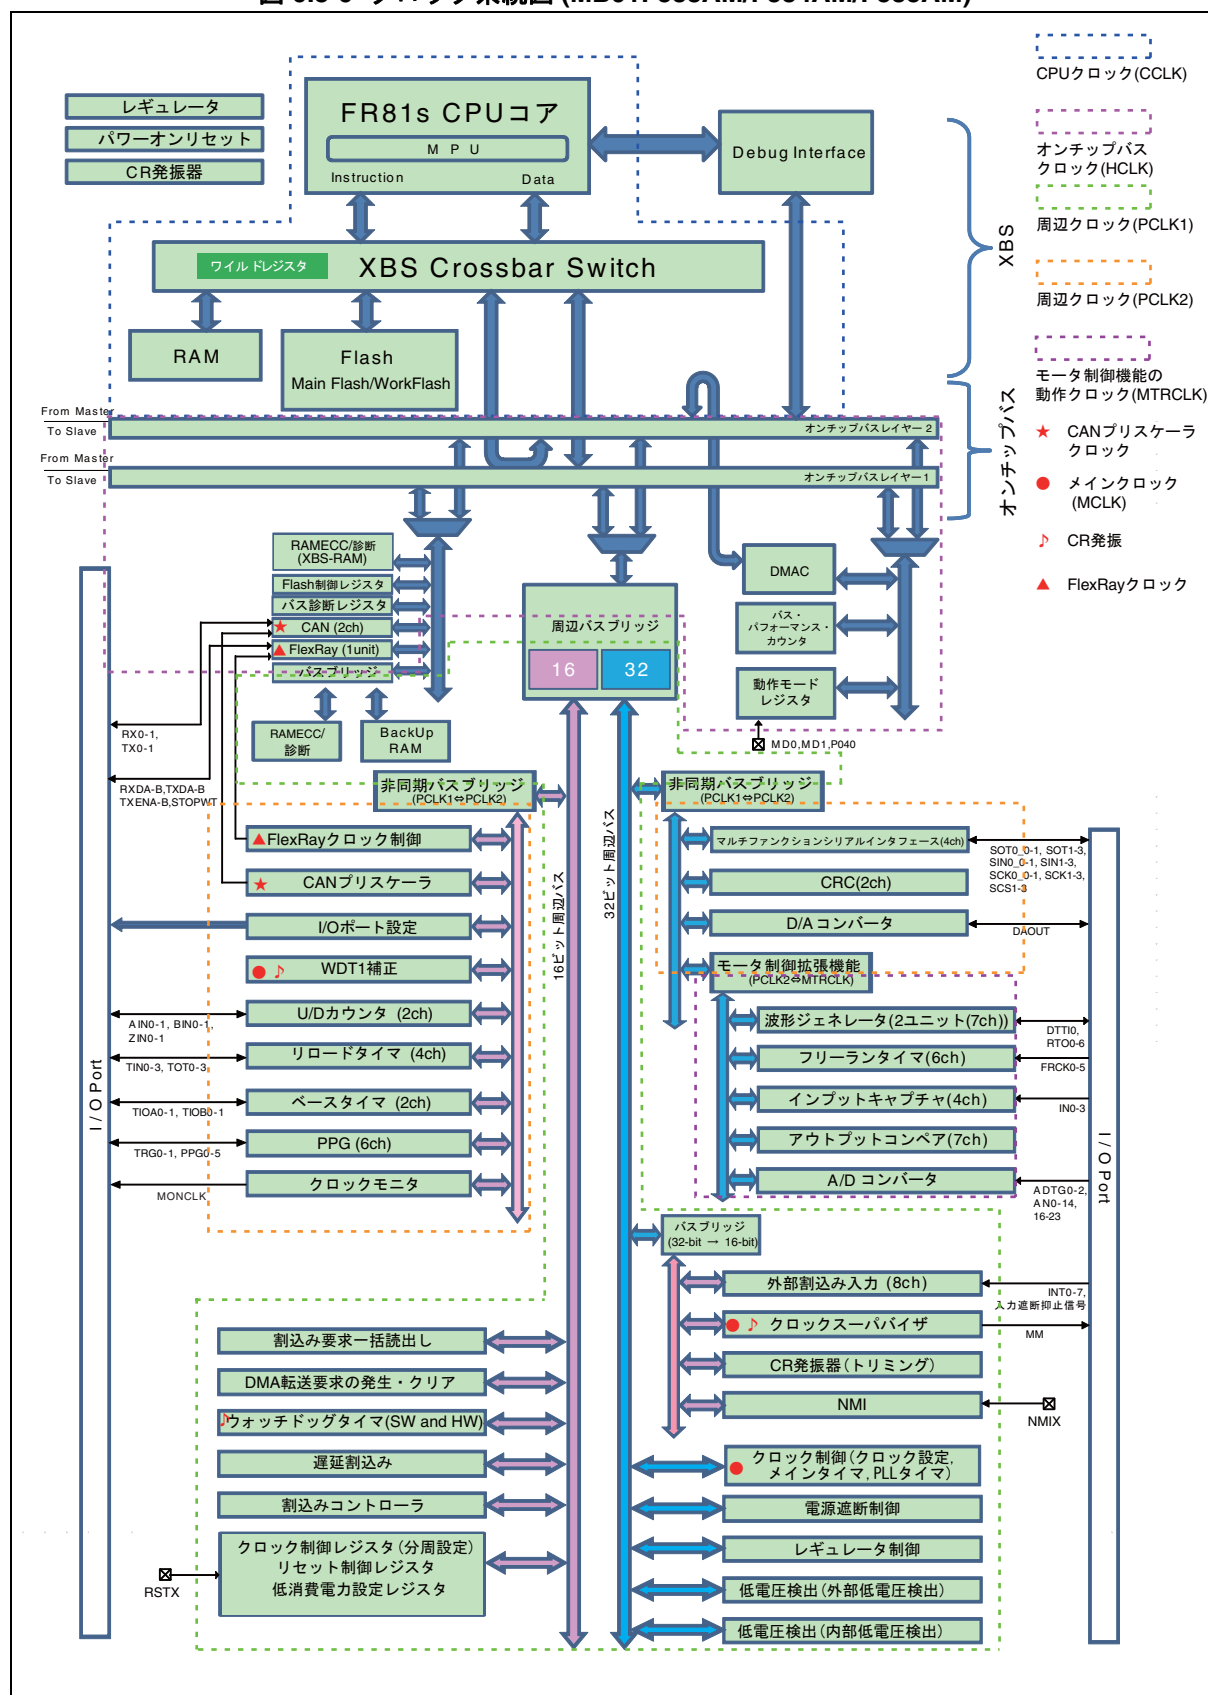 レギュレータ
パワーオンリセット
CR発振器
FR81s CPUコア
M P U
Instruction
Data
Debug Interface
ワイルドレジスタ
XBS Crossbar Switch
RAM
Flash
Main Flash/WorkFlash
XBS
オンチップバス
CPUクロック(CCLK)
オンチップバス
クロック(HCLK)
周辺クロック(PCLK1)
周辺クロック(PCLK2)
モータ制御機能の
動作クロック(MTRCLK)
★ CANプリスケーラ
クロック
● メインクロック
(MCLK)
♪ CR発振
▲ FlexRayクロック
From Master
To Slave
オンチップバスレイヤー 2
From Master
To Slave
オンチップバスレイヤー1
RAMECC/診断
(XBS-RAM)
Flash制御レジスタ
バス診断レジスタ
★ CAN (2ch)
▲ FlexRay (1unit)
バスブリッジ
RAMECC/
診断
BackUp
RAM
周辺バスブリッジ
16
32
DMAC
バス・
パフォーマンス・
カウンタ
動作モード
レジスタ
MD0,MD1,P040
RX0-1,
TX0-1
RXDA-B,TXDA-B
TXENA-B,STOPWT
非同期バスブリッジ
(PCLK1⇔PCLK2)
▲FlexRayクロック制御
★ CANプリスケーラ
I/Oポート設定
● ♪ WDT1補正
U/Dカウンタ (2ch)
AIN0-1, BIN0-1,
ZIN0-1
リロードタイマ (4ch)
TIN0-3, TOT0-3
ベースタイマ (2ch)
TIOA0-1, TIOB0-1
PPG (6ch)
TRG0-1, PPG0-5
クロックモニタ
MONCLK
I/O Port
16ビット周辺バス
32ビット周辺バス
非同期バスブリッジ
(PCLK1⇔PCLK2)
マルチファンクションシリアルインタフェース(4ch)
SOT0_0-1, SOT1-3,
SIN0_0-1, SIN1-3,
SCK0_0-1, SCK1-3,
SCS1-3
CRC(2ch)
D/A コンバータ
DAOUT
モータ制御拡張機能
(PCLK2⇔MTRCLK)
波形ジェネレータ(2ユニット(7ch))
DTTI0,
RTO0-6
フリーランタイマ(6ch)
FRCK0-5
インプットキャプチャ(4ch)
IN0-3
アウトプットコンペア(7ch)
A/D コンバータ
ADTG0-2,
AN0-14,
16-23
I/O Port
バスブリッジ
(32-bit → 16-bit)
外部割込み入力 (8ch)
INT0-7,
入力遮断抑止信号
● ♪ クロックスーパバイザ
MM
CR発振器(トリミング)
NMI
NMIX
● クロック制御(クロック設定,
メインタイマ, PLLタイマ)
電源遮断制御
レギュレータ制御
低電圧検出(外部低電圧検出)
低電圧検出(内部低電圧検出)
割込み要求一括読出し
DMA転送要求の発生・クリア
♪ウォッチドッグタイマ(SW and HW)
遅延割込み
割込みコントローラ
クロック制御レジスタ(分周設定)
リセット制御レジスタ
低消費電力設定レジスタ
RSTX